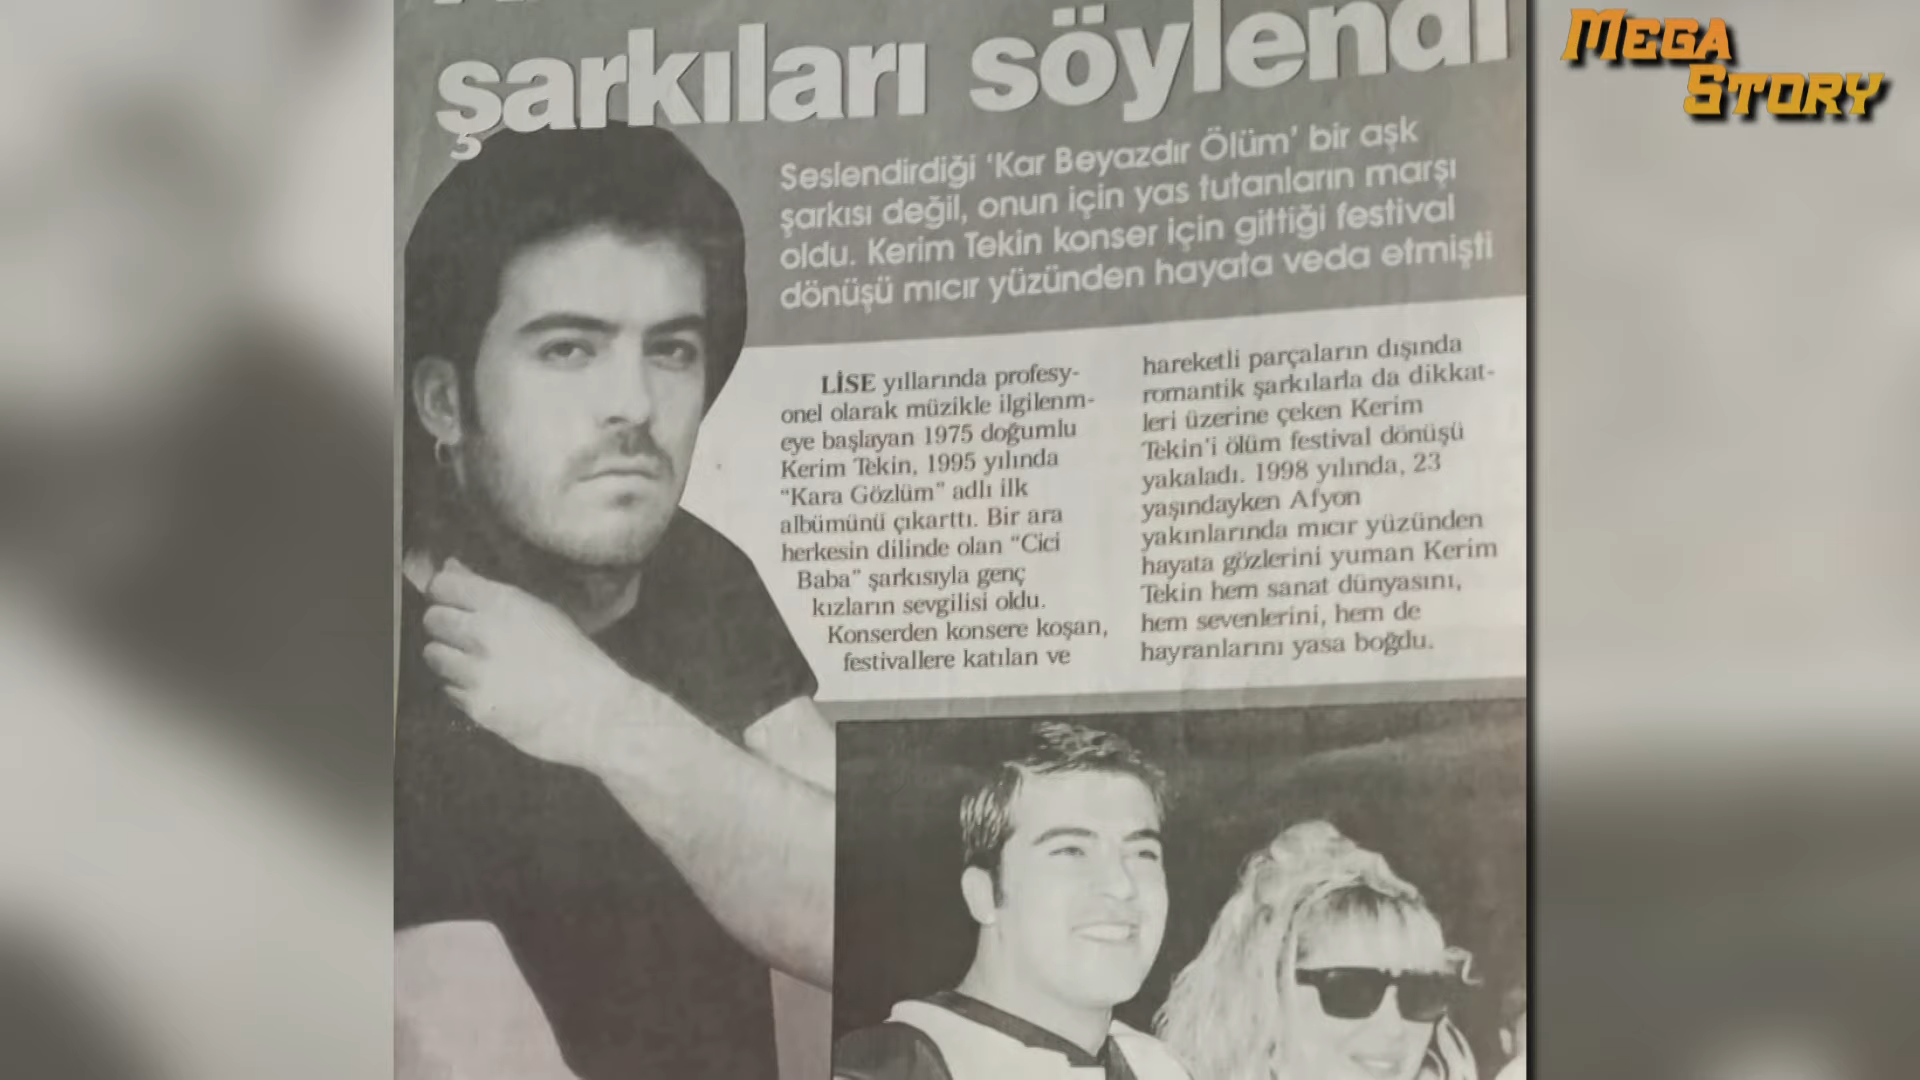 şarkıları söylendi
Seslendirdiği 'Kar Beyazdır Ölüm' bir aşk
şarkısı değil, onun için yas tutanların marşı
oldu. Kerim Tekin konser için gittiği festival
dönüşü mıcır yüzünden hayata veda etmişti
LİSE yıllarında profesy-
onel olarak müzikle ilgilenm-
eye başlayan 1975 doğumlu
Kerim Tekin, 1995 yılında
"Kara Gözlüm" adlı ilk
albümünü çıkarttı. Bir ara
herkesin dilinde olan "Cici
Baba" şarkısıyla genç
kızların sevgilisi oldu.
Konserden konsere koşan,
festivallere katılan ve
hareketli parçaların dışında
romantik şarkılarla da dikkat-
leri üzerine çeken Kerim
Tekin'i ölüm festival dönüşü
yakaladı. 1998 yılında, 23
yaşındayken Afyon
yakınlarında mıcır yüzünden
hayata gözlerini yuman Kerim
Tekin hem sanat dünyasını,
hem sevenlerini, hem de
hayranlarını yasa boğdu.
MEGA
STORY